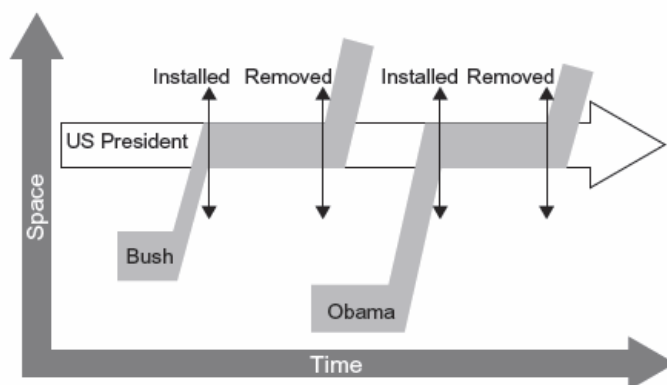 Installed Removed Installed Removed
US President
Bush
Obama
Space
Time